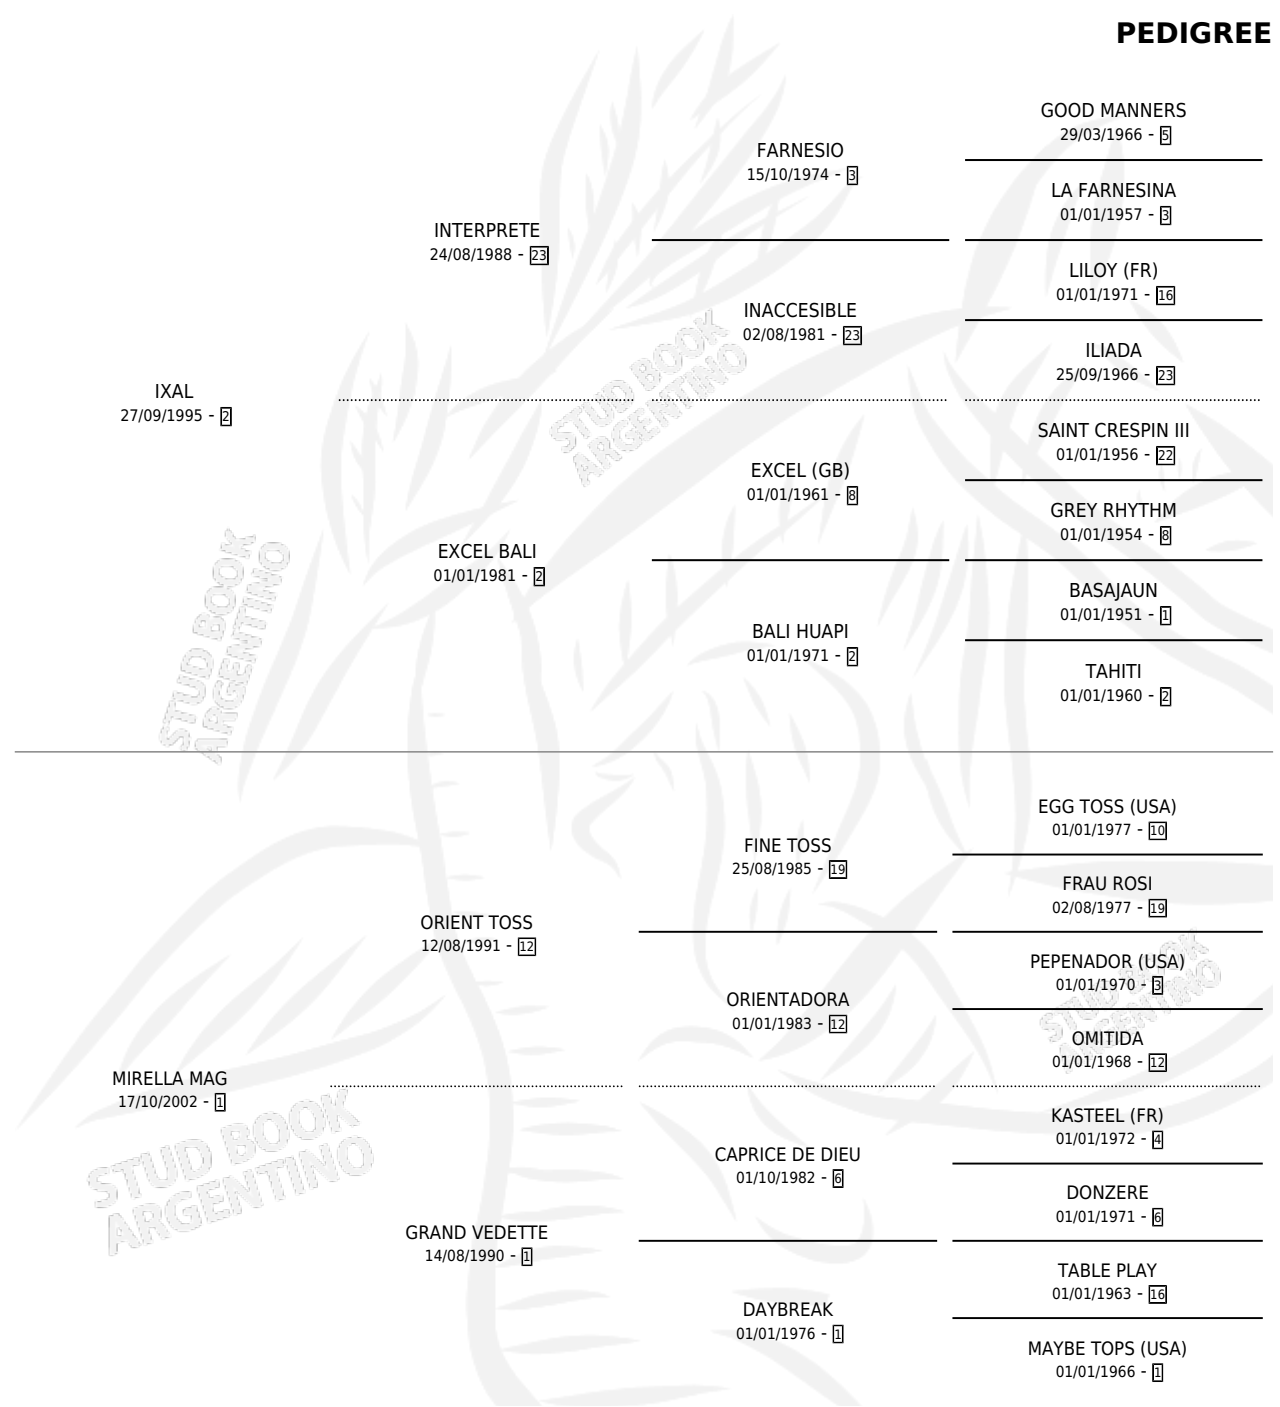 PEDIGREE
GOOD MANNERS
29/03/1966 - 5
FARNESIO
15/10/1974 - 3
LA FARNESINA
01/01/1957 - 3
INTERPRETE
24/08/1988 - 23
LILOY (FR)
01/01/1971 - 16
INACCESIBLE
02/08/1981 - 23
ILIADA
25/09/1966 - 23
IXAL
27/09/1995 - 2
STUD BOOK
ARGENTINO
SAINT CRESPIN III
01/01/1956 - 22
EXCEL (GB)
01/01/1961 - 8
GREY RHYTHM
01/01/1954 - 8
EXCEL BALI
01/01/1981 - 2
BASAJAUN
01/01/1951 - 1
BALI HUAPI
01/01/1971 - 2
TAHITI
01/01/1960 - 2
STUD BOOK
ARGENTINO
EGG TOSS (USA)
01/01/1977 - 10
FINE TOSS
25/08/1985 - 19
FRAU ROSI
02/08/1977 - 19
ORIENT TOSS
12/08/1991 - 12
PEPENADOR (USA)
01/01/1970 - 3
ORIENTADORA
01/01/1983 - 12
OMITIDA
01/01/1968 - 12
STUD BOOK
ARGENTINO
MIRELLA MAG
17/10/2002 - 1
KASTEEL (FR)
01/01/1972 - 4
CAPRICE DE DIEU
01/10/1982 - 6
DONZERE
01/01/1971 - 6
STUD BOOK
ARGENTINO
GRAND VEDETTE
14/08/1990 - 1
TABLE PLAY
01/01/1963 - 16
DAYBREAK
01/01/1976 - 1
MAYBE TOPS (USA)
01/01/1966 - 1